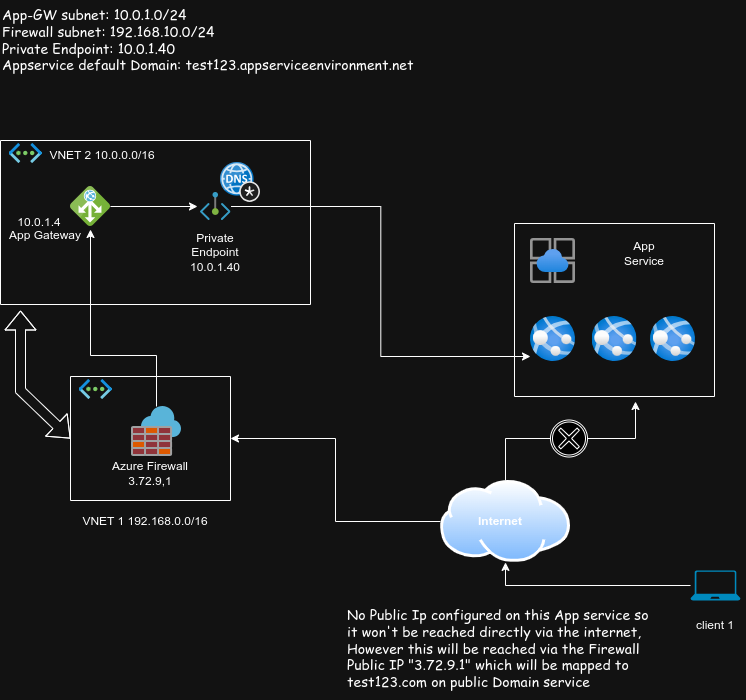 App-GW subnet: 10.0.1.0/24
Firewall subnet: 192.168.10.0/24
Private Endpoint: 10.0.1.40
Appservice default Domain: test123.appserviceenvironment.net
VNET 2 10.0.0.0/16
DNS
10.0.1.4
App Gateway
Private
Endpoint
10.0.1.40
App
Service
Azure Firewall
3.72.9,1
VNET 1 192.168.0.0/16
Internet
client 1
No Public Ip configured on this App service so
it won't be reached directly via the internet,
However this will be reached via the Firewall
Public IP "3.72.9.1" which will be mapped to
test123.com on public Domain service